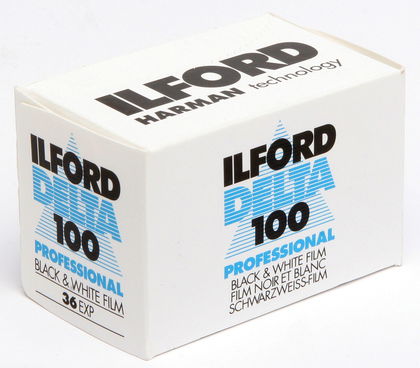 ILFORD
HARMAN technology
ILFORD
DELTA
100
PROFESSIONAL
BLACK & WHITE FILM
36 EXP
ILFORD
DELTA
100
PROFESSIONAL
BLACK & WHITE FILM
FILM NOIR ET BLANC
SCHWARZWEISS-FILM